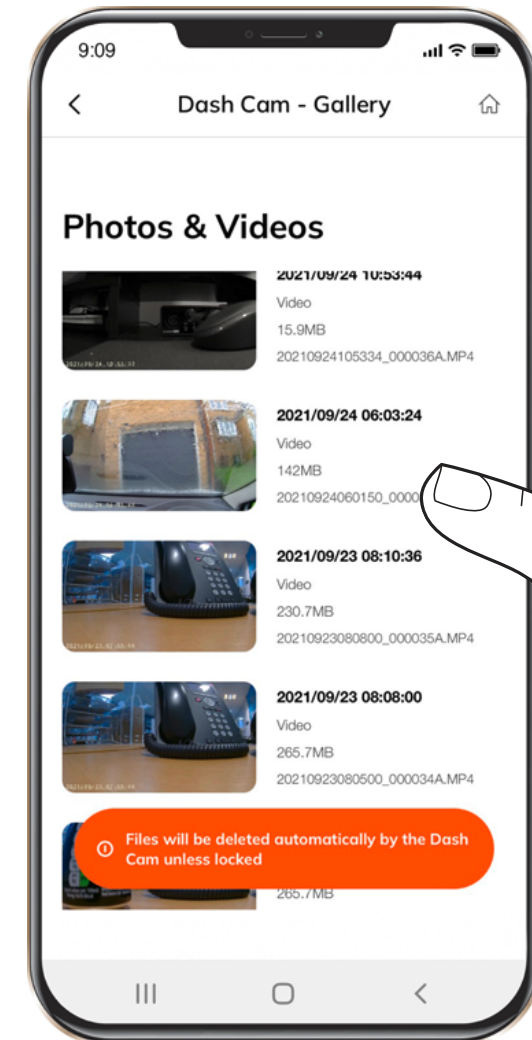 9:09
Dash Cam - Gallery
Photos & Videos
2021/09/24 10:53:44
Video
15.9MB
20210924105334_000036A.MP4
2021/09/24 06:03:24
Video
142MB
20210924060150_0000
2021/09/23 08:10:36
Video
230.7MB
20210923080800_000035A.MP4
2021/09/23 08:08:00
Video
265.7MB
20210923080500_000034A.MP4
Files will be deleted automatically by the Dash
Cam unless locked
265.7MB